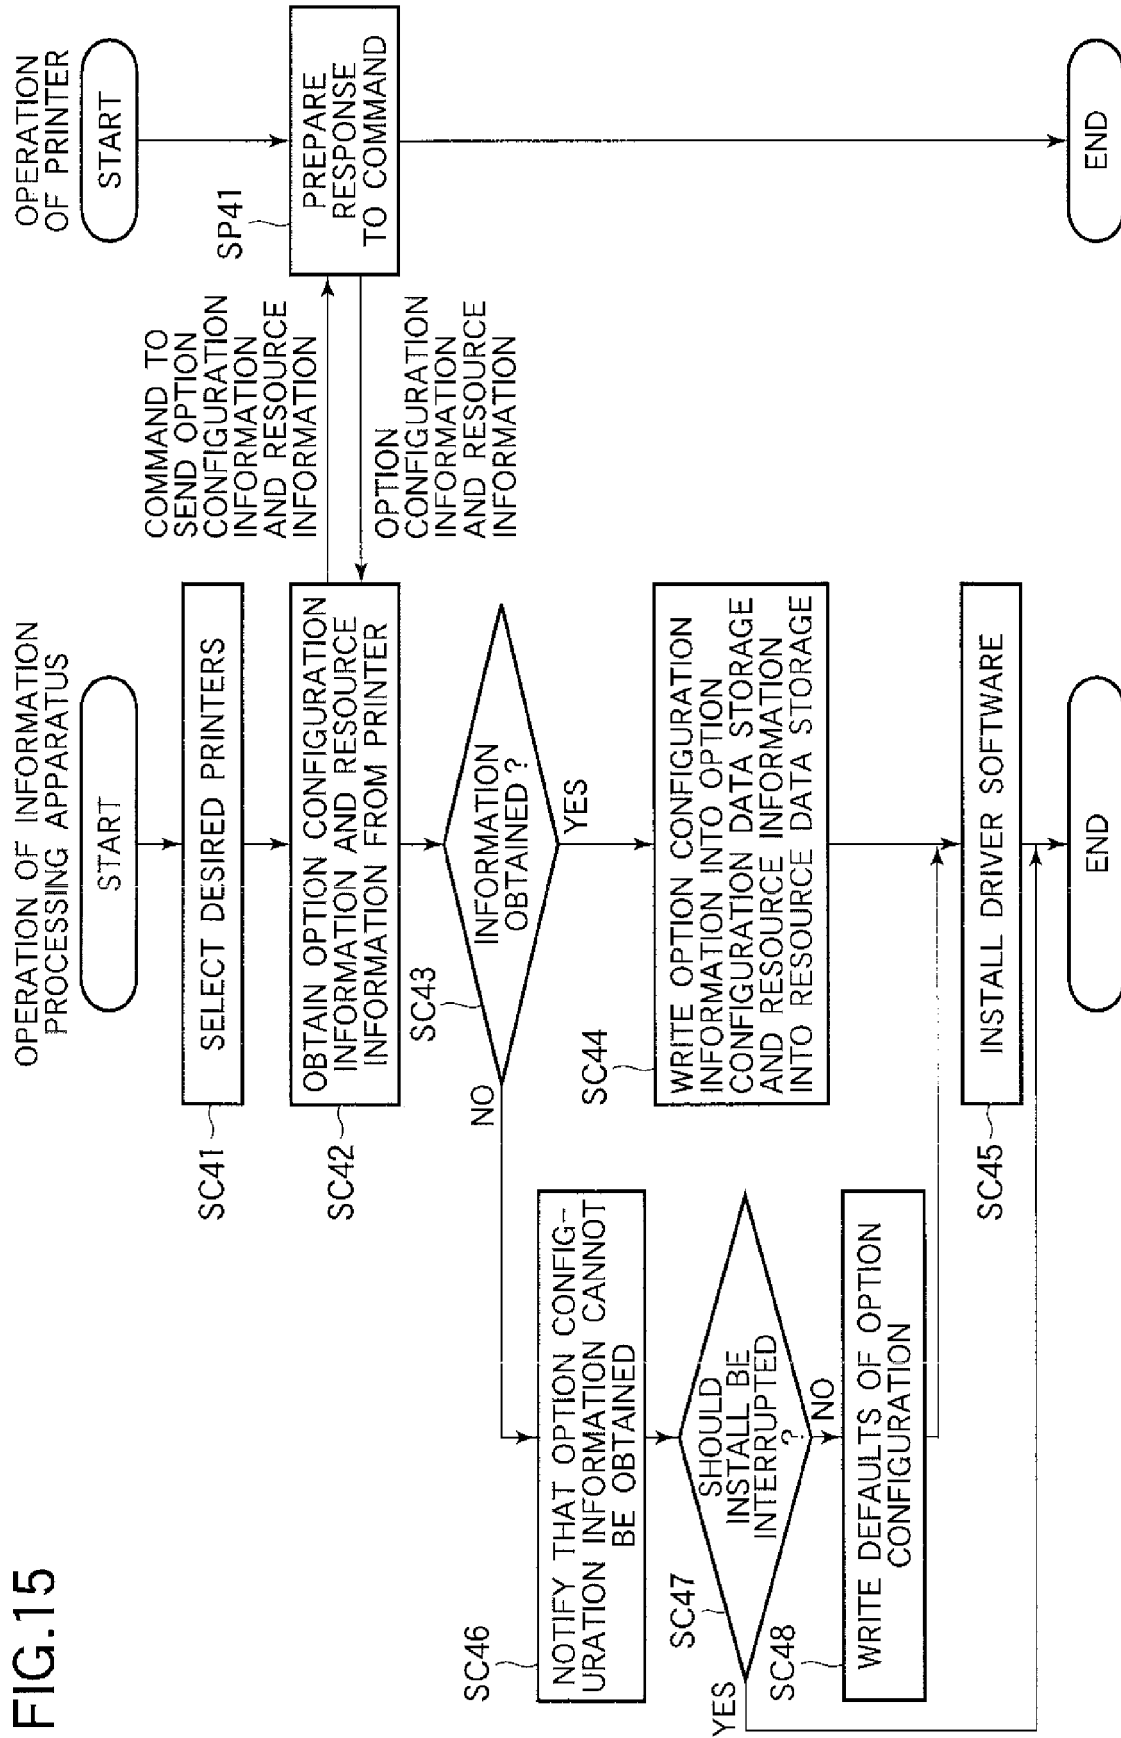 FIG.15
OPERATION OF INFORMATION
PROCESSING APPARATUS
START
SC41
SELECT DESIRED PRINTERS
SC42
OBTAIN OPTION CONFIGURATION
INFORMATION AND RESOURCE
INFORMATION FROM PRINTER
SC43
INFORMATION
OBTAINED ?
NO
YES
SC44
WRITE OPTION CONFIGURATION
INFORMATION INTO OPTION
CONFIGURATION DATA STORAGE
AND RESOURCE INFORMATION
INTO RESOURCE DATA STORAGE
SC45
INSTALL DRIVER SOFTWARE
END
SC46
NOTIFY THAT OPTION CONFIG-
URATION INFORMATION CANNOT
BE OBTAINED
SC47
SHOULD
INSTALL BE
INTERRUPTED
?
YES
NO
SC48
WRITE DEFAULTS OF OPTION
CONFIGURATION
COMMAND TO
SEND OPTION
CONFIGURATION
INFORMATION
AND RESOURCE
INFORMATION
OPTION
CONFIGURATION
INFORMATION
AND RESOURCE
INFORMATION
OPERATION
OF PRINTER
START
SP41
PREPARE
RESPONSE
TO COMMAND
END